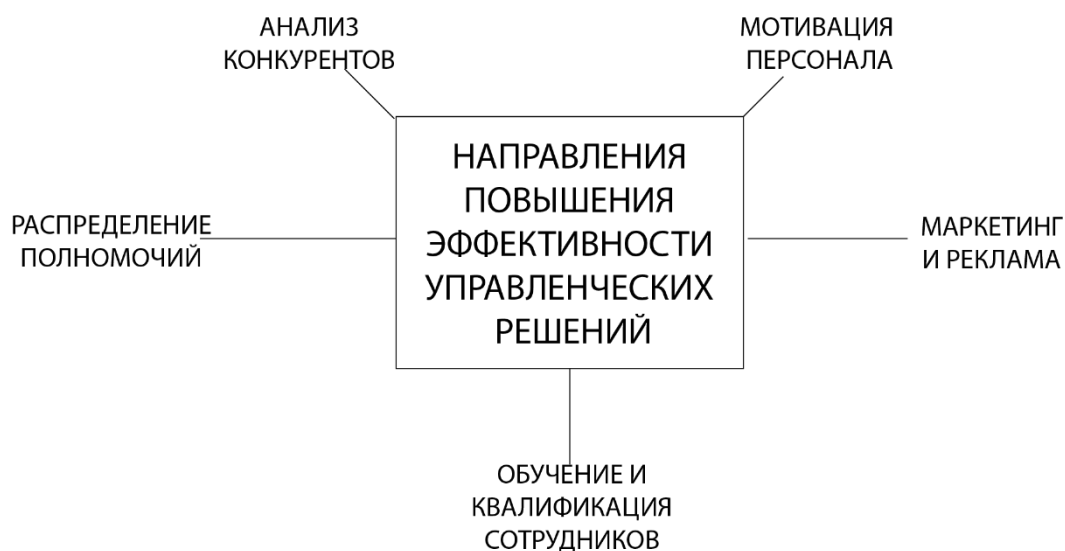 АНАЛИЗ
КОНКУРЕНТОВ
МОТИВАЦИЯ
ПЕРСОНАЛА
НАПРАВЛЕНИЯ
ПОВЫШЕНИЯ
ЭФФЕКТИВНОСТИ
УПРАВЛЕНЧЕСКИХ
РЕШЕНИЙ
РАСПРЕДЕЛЕНИЕ
ПОЛНОМОЧИЙ
МАРКЕТИНГ
И РЕКЛАМА
ОБУЧЕНИЕ И
КВАЛИФИКАЦИЯ
СОТРУДНИКОВ